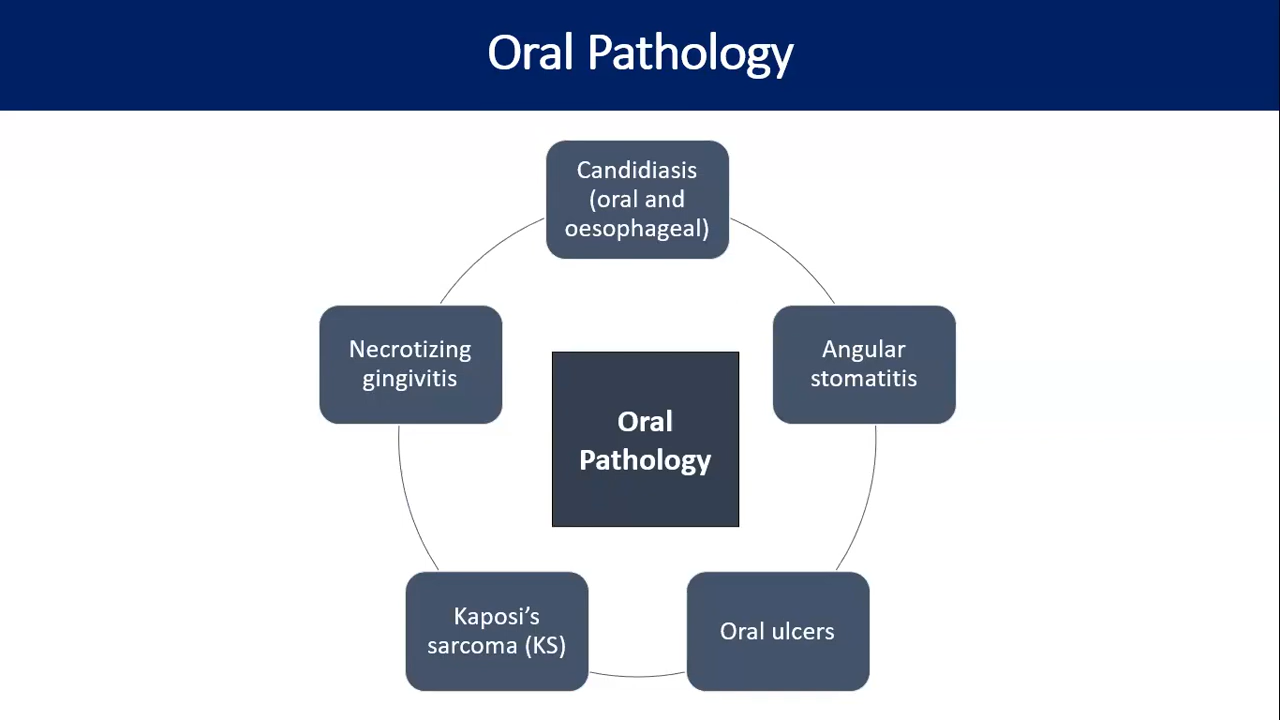 Oral Pathology
Candidiasis
(oral and
oesophageal)
Necrotizing
gingivitis
Angular
stomatitis
Oral
Pathology
Kaposi’s
sarcoma (KS)
Oral ulcers